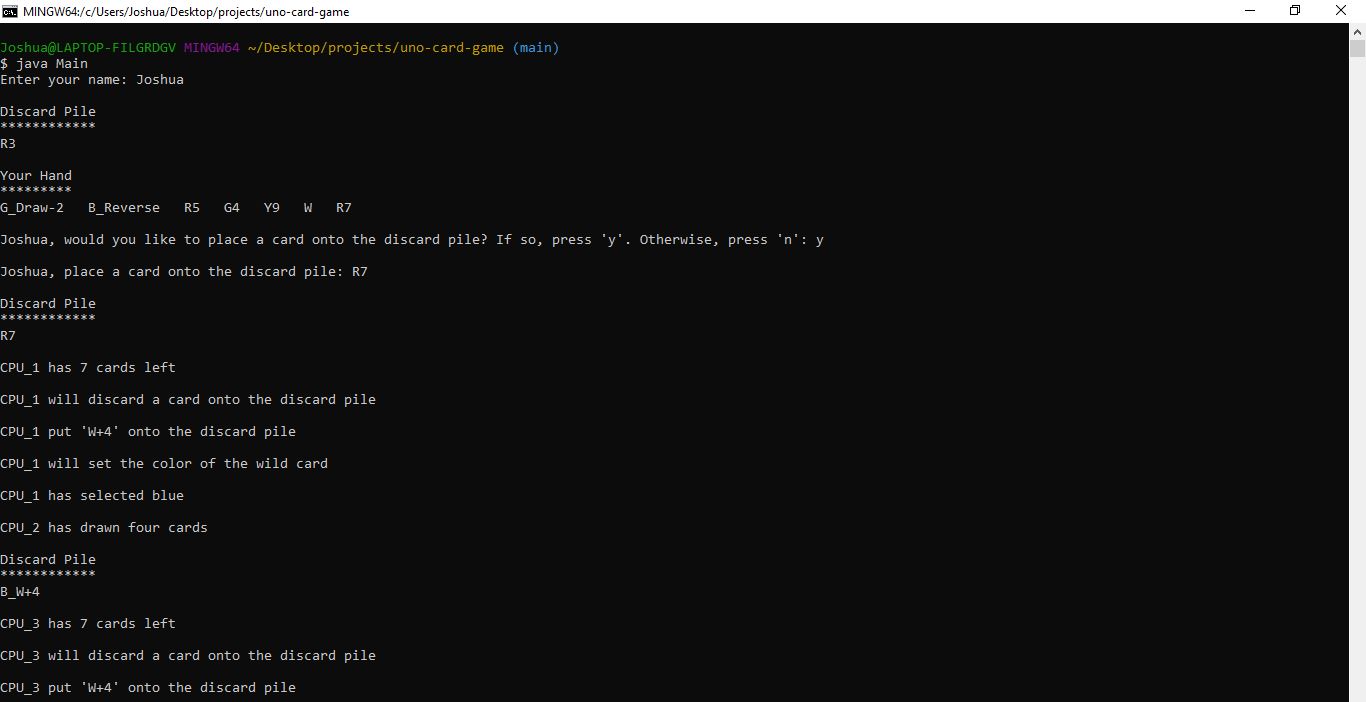 MINGW64:/c/Users/Joshua/Desktop/projects/uno-card-game
Joshua@LAPTOP-FILGRDGV MINGW64 ~/Desktop/projects/uno-card-game (main)
$ java Main
Enter your name: Joshua
Discard Pile
************
R3
Your Hand
*********
G_Draw-2   B_Reverse   R5   G4   Y9   W   R7
Joshua, would you like to place a card onto the discard pile? If so, press 'y'. Otherwise, press 'n': y
Joshua, place a card onto the discard pile: R7
Discard Pile
************
R7
CPU_1 has 7 cards left
CPU_1 will discard a card onto the discard pile
CPU_1 put 'W+4' onto the discard pile
CPU_1 will set the color of the wild card
CPU_1 has selected blue
CPU_2 has drawn four cards
Discard Pile
************
B_W+4
CPU_3 has 7 cards left
CPU_3 will discard a card onto the discard pile
CPU_3 put 'W+4' onto the discard pile